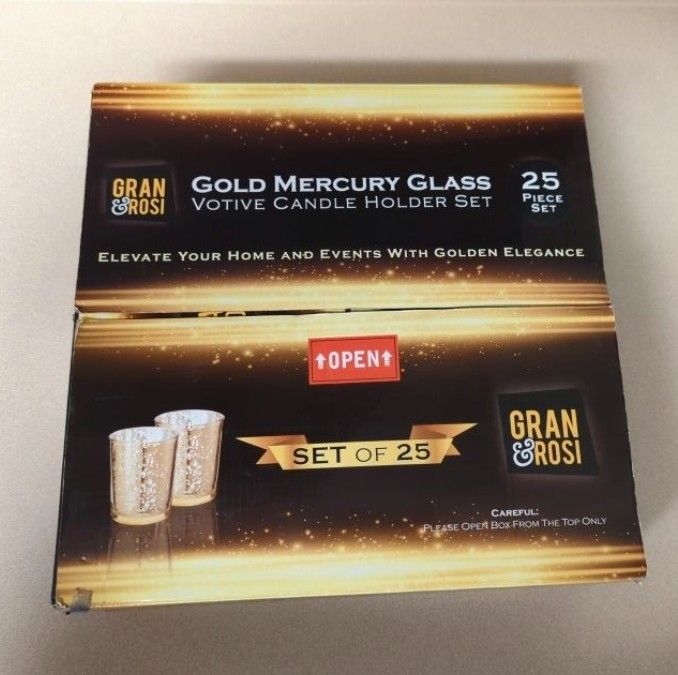 GRAN
&ROSI
GOLD MERCURY GLASS
VOTIVE CANDLE HOLDER SET
25
PIECE
SET
ELEVATE YOUR HOME AND EVENTS WITH GOLDEN ELEGANCE
↑OPEN↑
SET OF 25
GRAN
&ROSI
CAREFUL:
PLEASE OPEN BOX FROM THE TOP ONLY